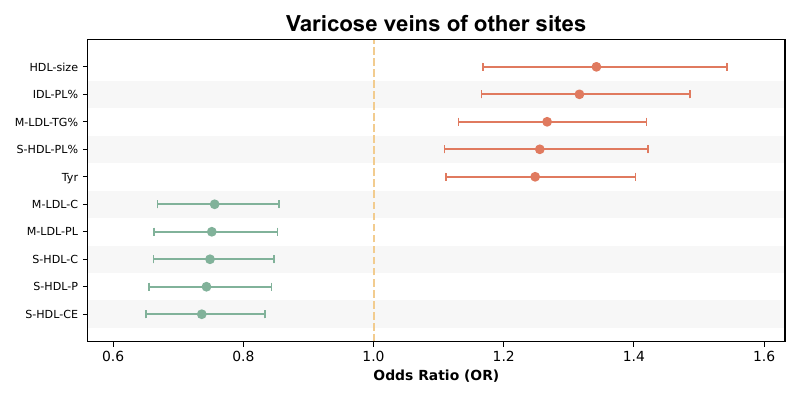 Varicose veins of other sites
HDL-size
IDL-PL%
M-LDL-TG%
S-HDL-PL%
Tyr
M-LDL-C
M-LDL-PL
S-HDL-C
S-HDL-P
S-HDL-CE
0.6 0.8 1.0 1.2 1.4 1.6
Odds Ratio (OR)